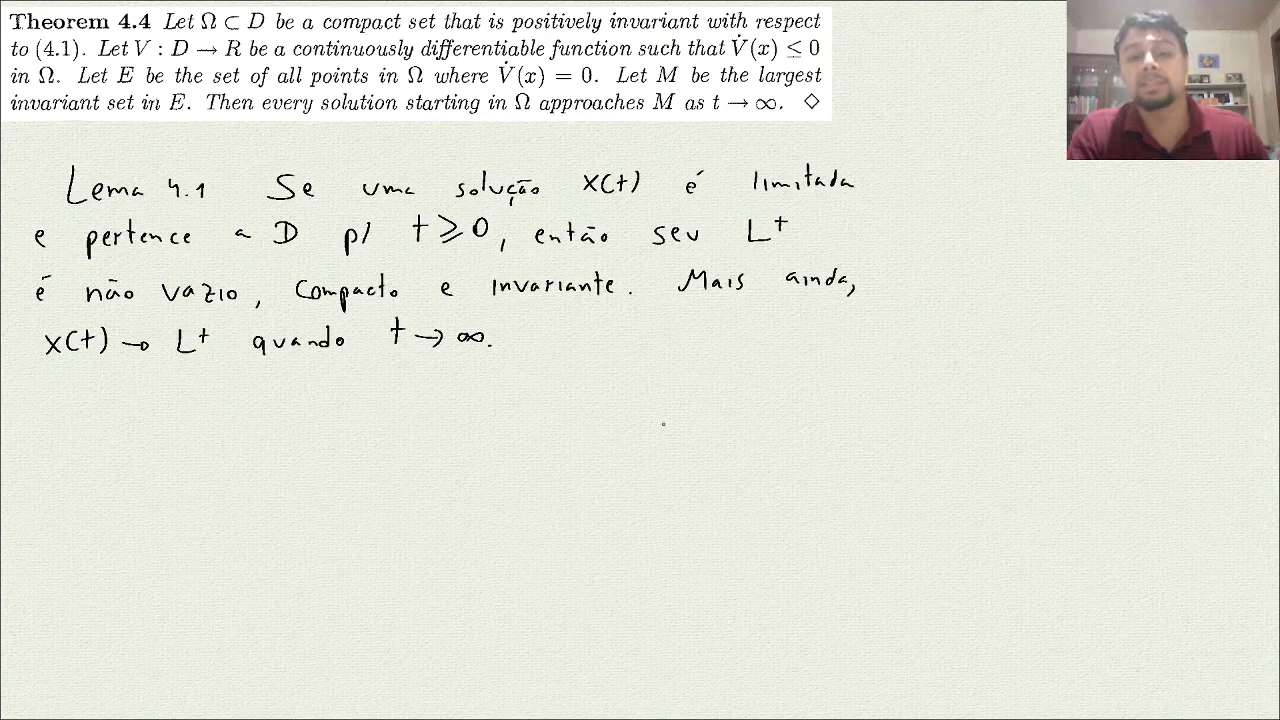 Theorem 4.4 Let Ω ⊂ D be a compact set that is positively invariant with respect
to (4.1). Let V : D → R be a continuously differentiable function such that V̇(x) ≤ 0
in Ω. Let E be the set of all points in Ω where V̇(x) = 0. Let M be the largest
invariant set in E. Then every solution starting in Ω approaches M as t → ∞. ◇
Lema 4.1 Se uma solução x(t) é limitada
e pertence a D p/ t ⩾ 0, então seu L⁺
é não vazio, compacto e invariante. Mais ainda,
x(t) → L⁺ quando t → ∞.